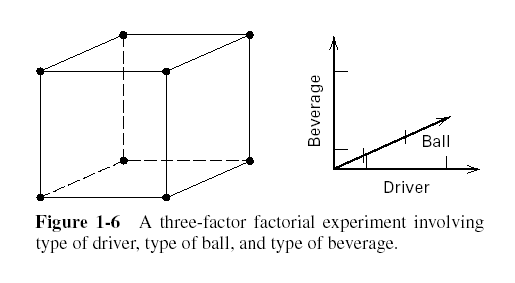 Beverage
Ball
Driver
Figure 1-6 A three-factor factorial experiment involving
type of driver, type of ball, and type of beverage.